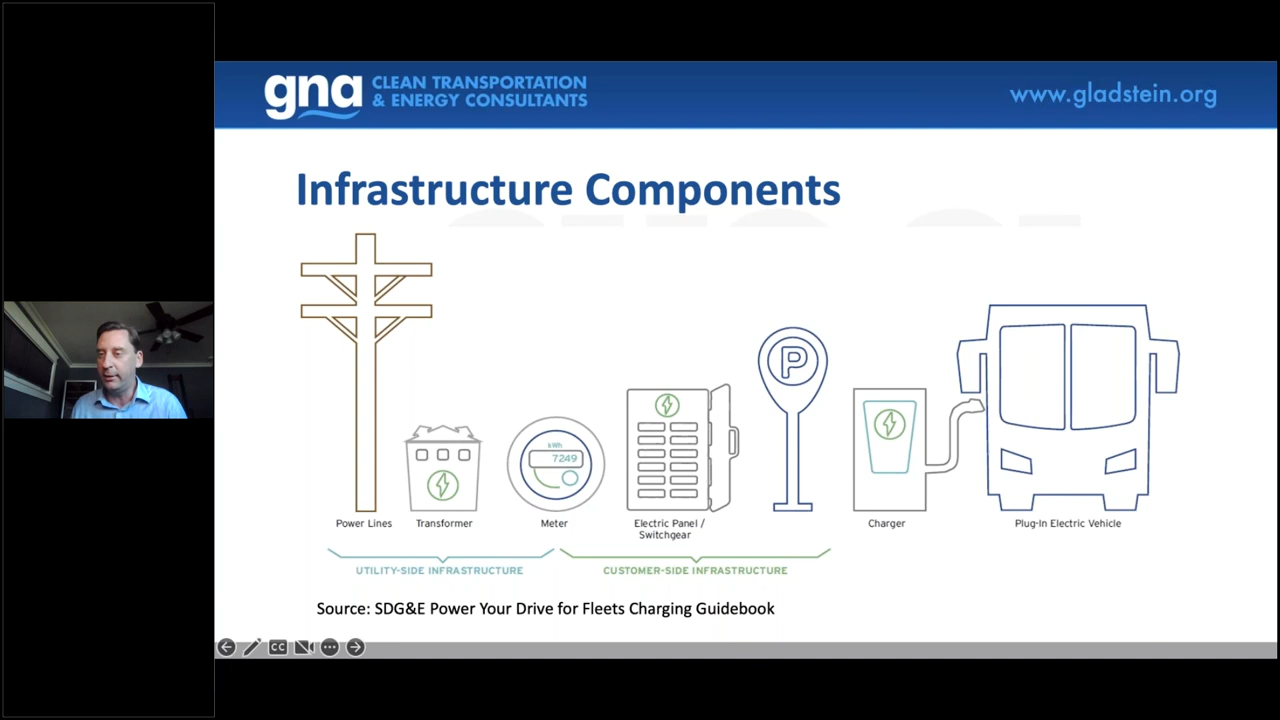 gna CLEAN TRANSPORTATION
& ENERGY CONSULTANTS
www.gladstein.org
Infrastructure Components
P
kWh
7249
Power Lines
Transformer
Meter
Electric Panel /
Switchgear
Charger
Plug-In Electric Vehicle
UTILITY-SIDE INFRASTRUCTURE
CUSTOMER-SIDE INFRASTRUCTURE
Source: SDG&E Power Your Drive for Fleets Charging Guidebook
CC